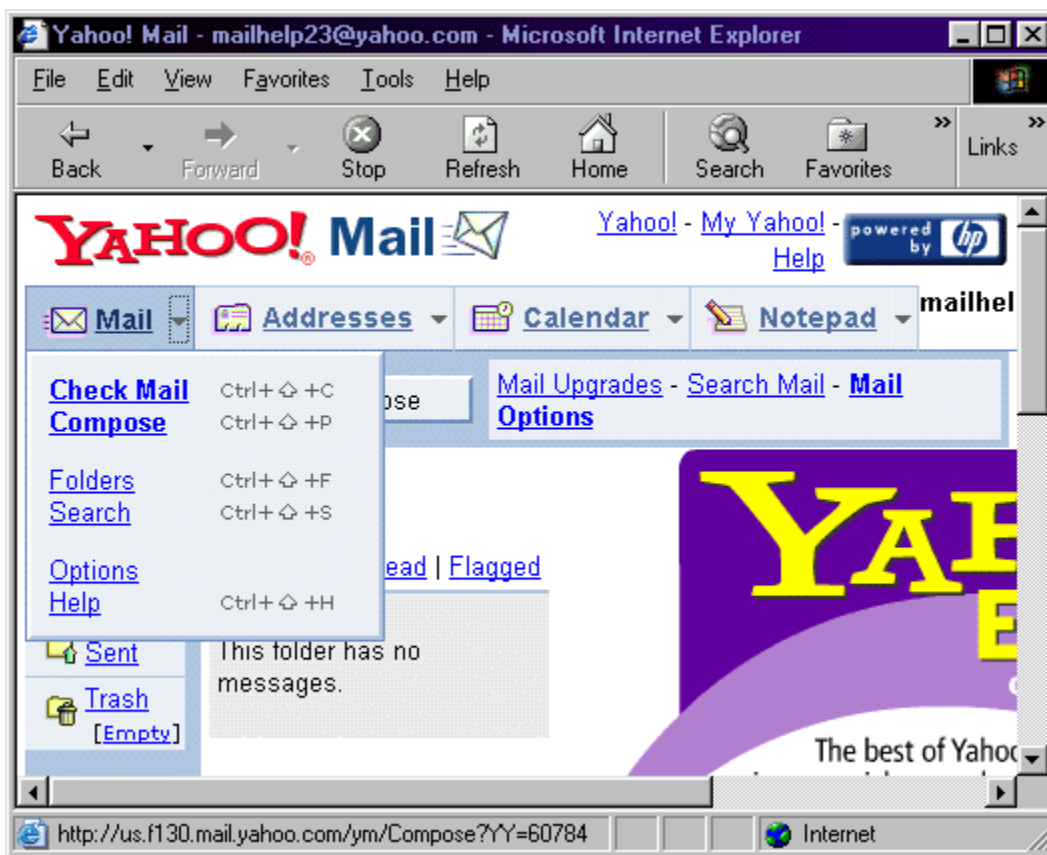 Yahoo! Mail - mailhelp23@yahoo.com - Microsoft Internet Explorer
File Edit View Favorites Tools Help
Back Forward Stop Refresh Home Search Favorites » Links »
YAHOO!® Mail
Yahoo! - My Yahoo! -
Help
powered
by hp
Mail Addresses Calendar Notepad
mailhel
Check Mail Ctrl+⇧+C
Compose Ctrl+⇧+P
Folders Ctrl+⇧+F
Search Ctrl+⇧+S
Options
Help Ctrl+⇧+H
ose
Mail Upgrades - Search Mail - Mail
Options
ead | Flagged
Sent
Trash
[Empty]
This folder has no
messages.
YAH
The best of Yahoo
http://us.f130.mail.yahoo.com/ym/Compose?YY=60784
Internet